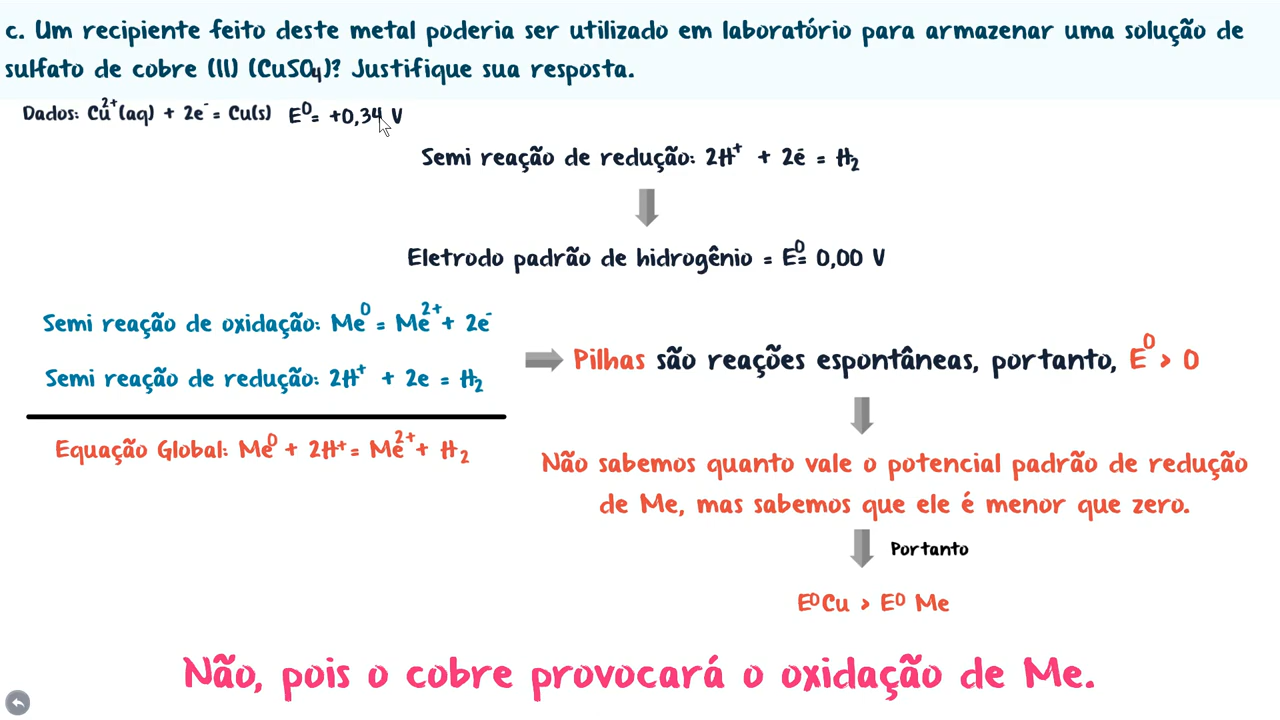 c. Um recipiente feito deste metal poderia ser utilizado em laboratório para armazenar uma solução de
sulfato de cobre (II) (CuSO4)? Justifique sua resposta.
Dados: Cu²⁺(aq) + 2e⁻ = Cu(s) E⁰= +0,34 V
Semi reação de redução: 2H⁺ + 2e⁻ = H₂
Eletrodo padrão de hidrogênio = E⁰= 0,00 V
Semi reação de oxidação: Me⁰ = Me²⁺ + 2e⁻
Semi reação de redução: 2H⁺ + 2e = H₂
Equação Global: Me⁰ + 2H⁺ = Me²⁺ + H₂
Pilhas são reações espontâneas, portanto, E⁰ > 0
Não sabemos quanto vale o potencial padrão de redução
de Me, mas sabemos que ele é menor que zero.
Portanto
E⁰Cu > E⁰ Me
Não, pois o cobre provocará o oxidação de Me.